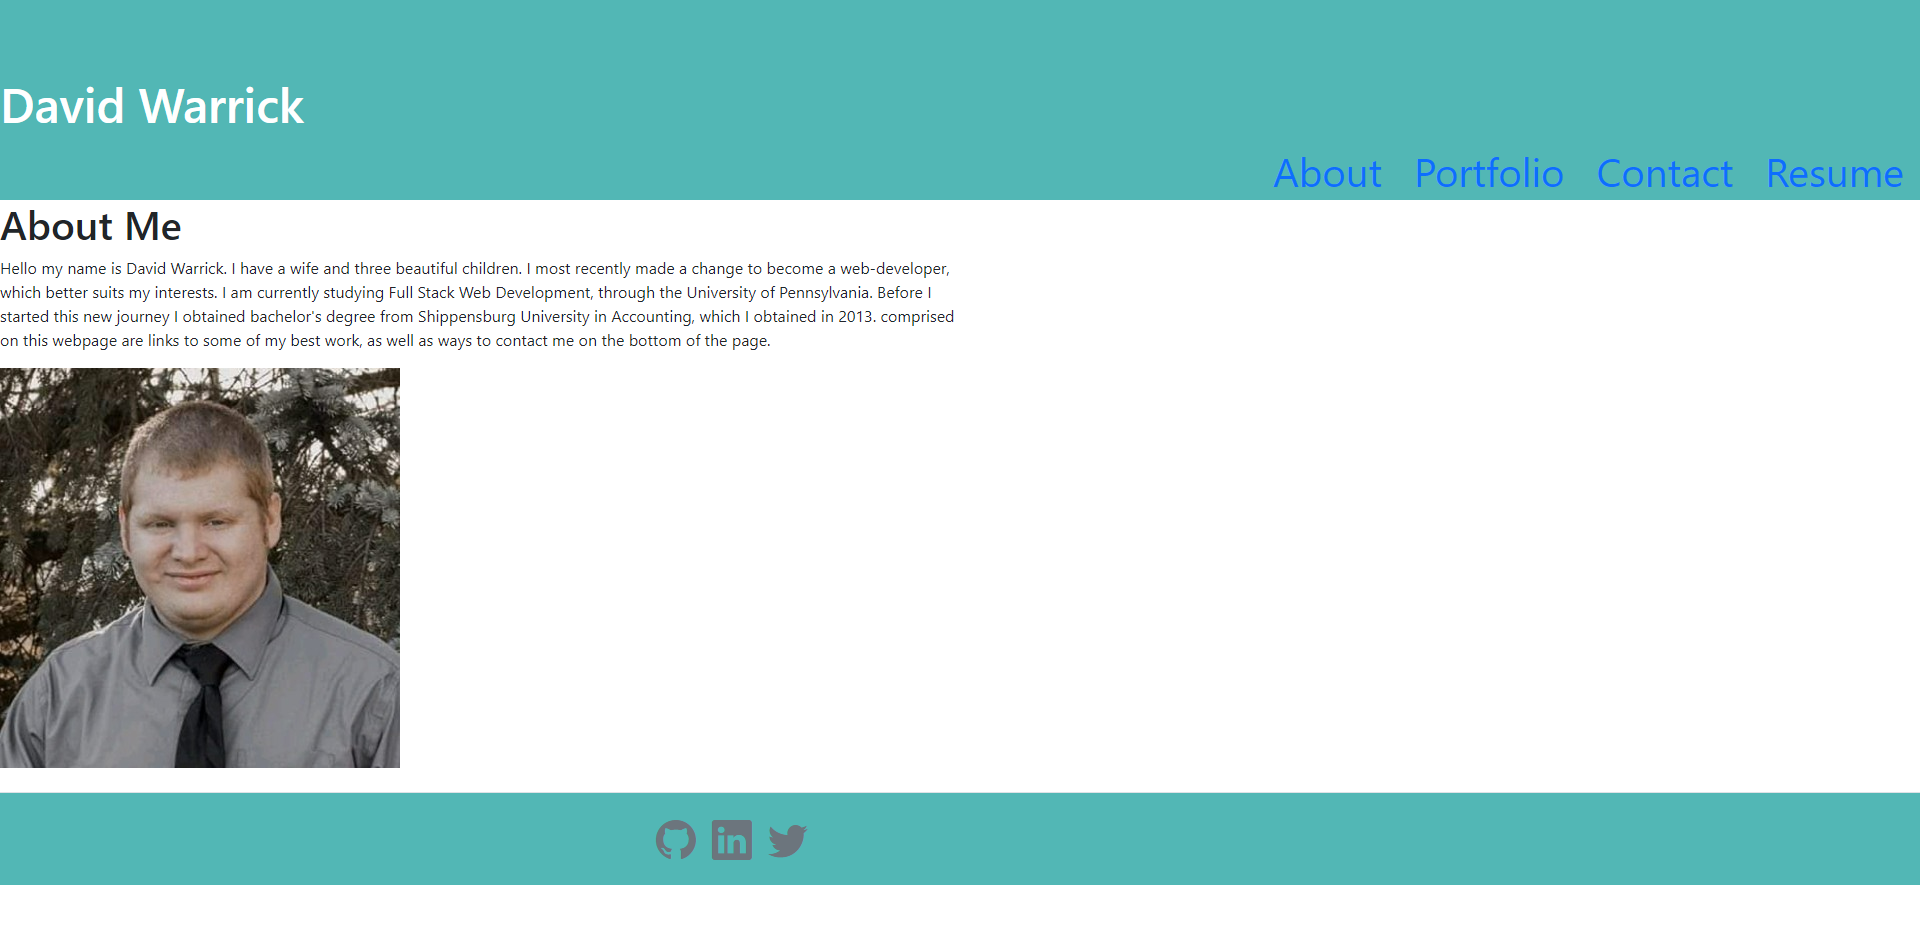 David Warrick
About Portfolio Contact Resume
About Me
Hello my name is David Warrick. I have a wife and three beautiful children. I most recently made a change to become a web-developer,
which better suits my interests. I am currently studying Full Stack Web Development, through the University of Pennsylvania. Before I
started this new journey I obtained bachelor's degree from Shippensburg University in Accounting, which I obtained in 2013. comprised
on this webpage are links to some of my best work, as well as ways to contact me on the bottom of the page.
in